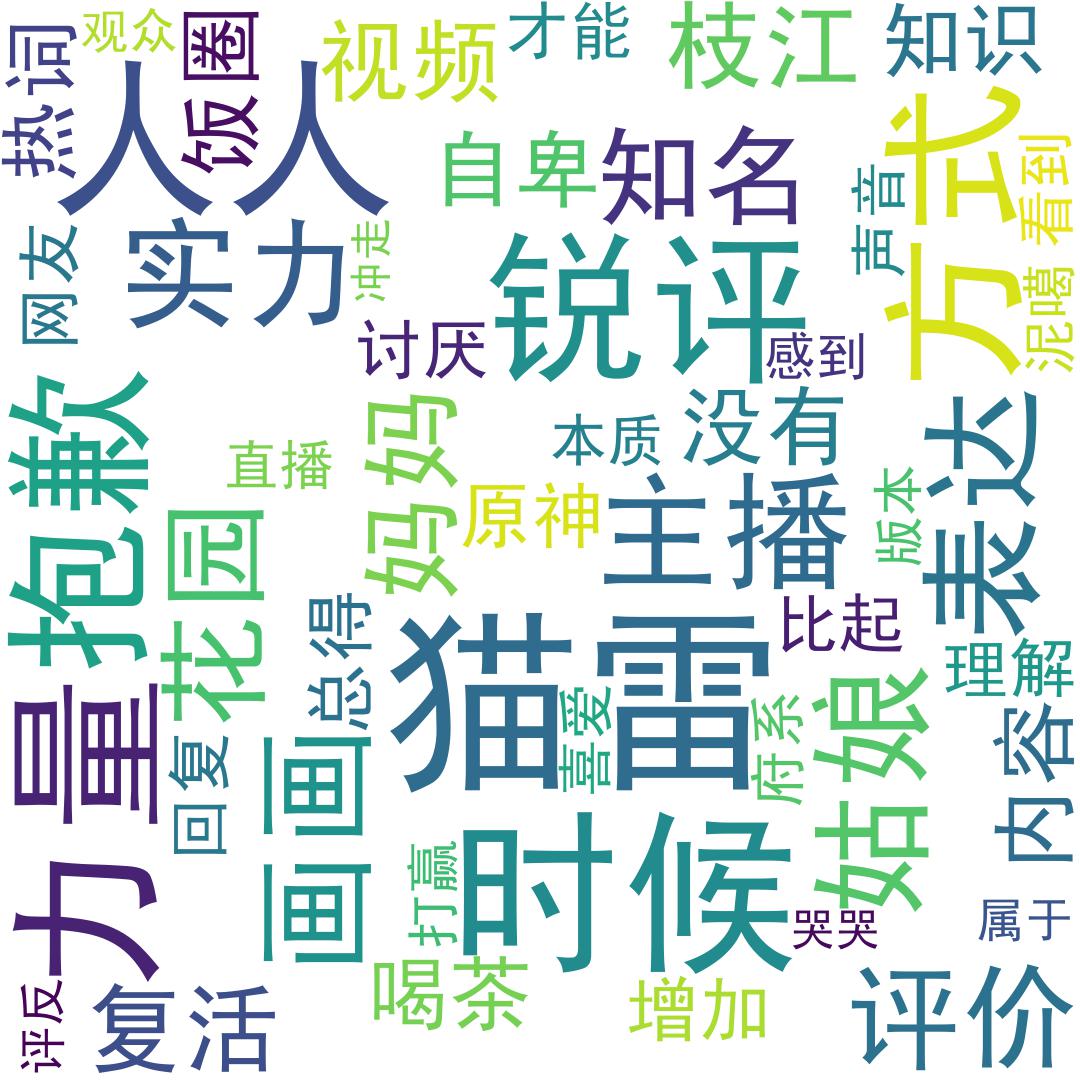 热词
观众
饭圈
视频
才能
枝江
知识
人人
自卑
知名
声音
方式
看到
网友
实力
冲走
锐评
泥噶
讨厌
感到
抱歉
妈妈
本质
没有
表达
直播
原神
主播
版本
花园
总得
猫雷
比起
理解
力量
回复
画画
喜爱
府系
姑娘
内容
打赢
时候
哭哭
属于
评反
复活
喝茶
增加
评价